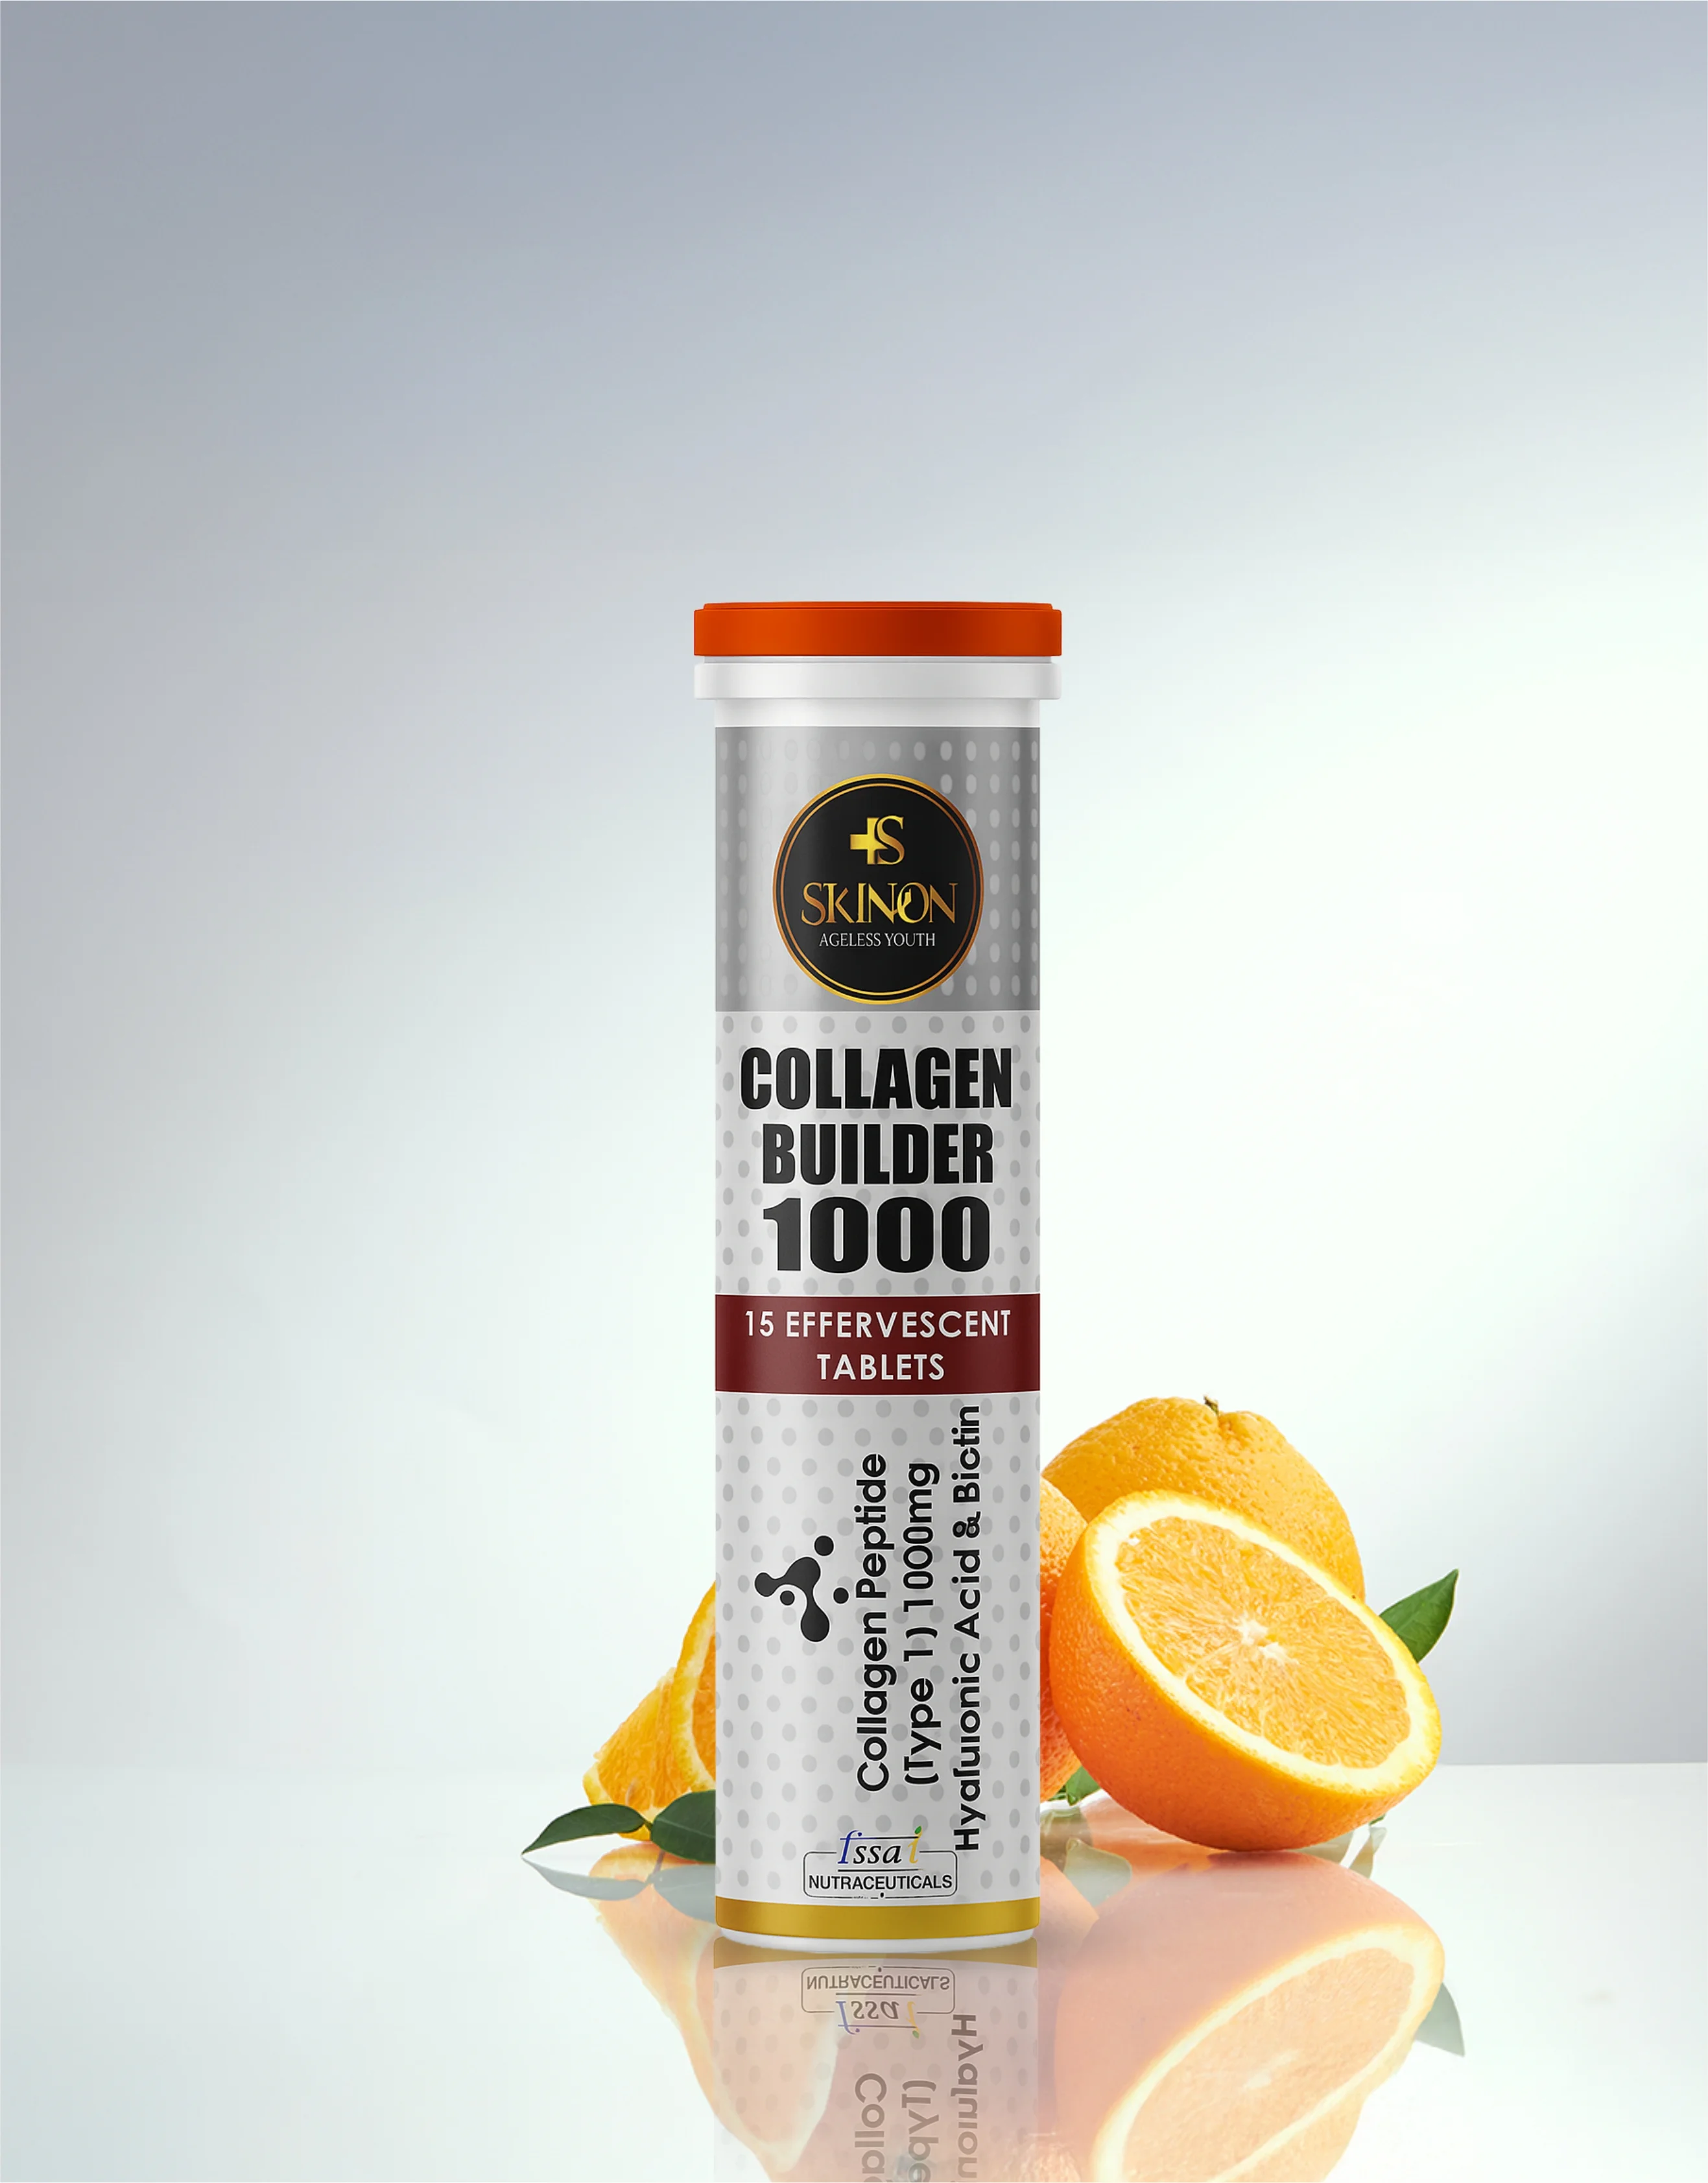 S
SKINON
AGELESS YOUTH
COLLAGEN
BUILDER
1000
15 EFFERVESCENT
TABLETS
Collagen Peptide
(Type 1) 1000mg
Hyaluronic Acid & Biotin
fssai
NUTRACEUTICALS